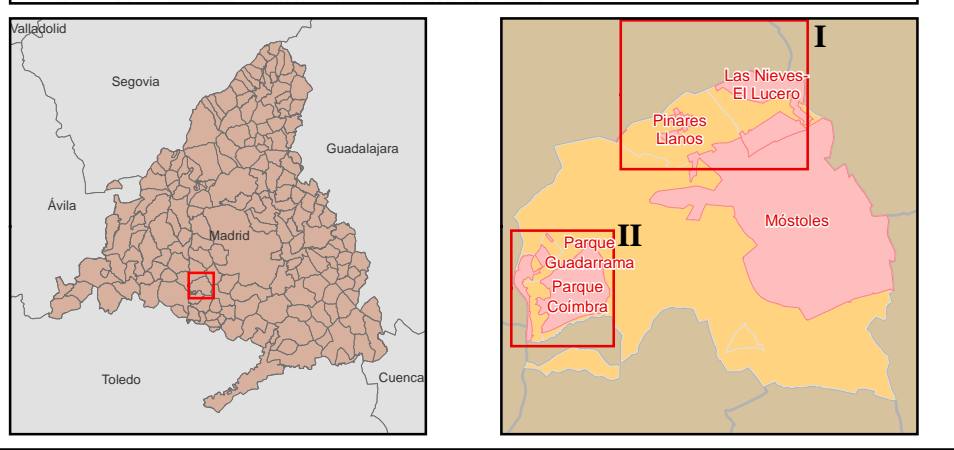 Valladolid
Segovia
Guadalajara
Ávila
Madrid
Toledo
Cuenca
I
Las Nieves-
El Lucero
Pinares
Llanos
Móstoles
II
Parque
Guadarrama
Parque
Coímbra